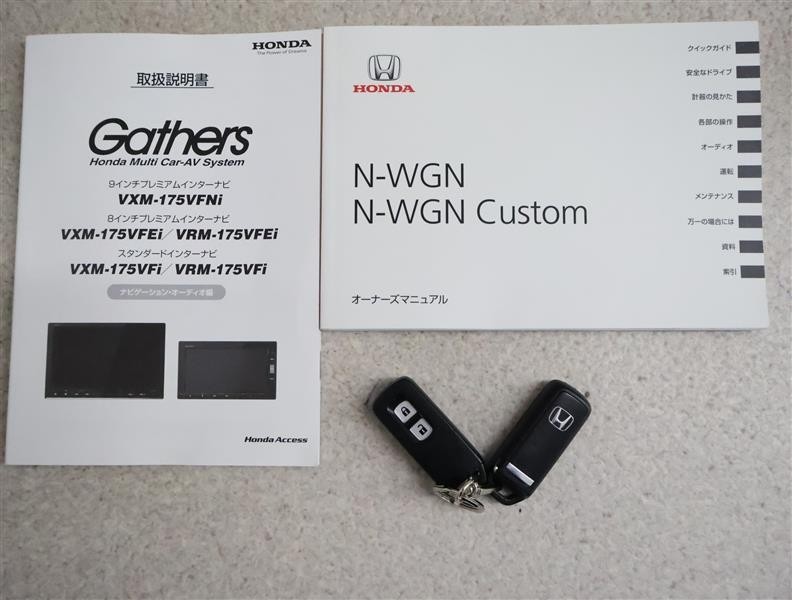 HONDA
The Power of Dreams
取扱説明書
Gathers
Honda Multi Car-AV System
9インチプレミアムインターナビ
VXM-175VFNi
8インチプレミアムインターナビ
VXM-175VFEi/VRM-175VFEi
スタンダードインターナビ
VXM-175VFi/VRM-175VFi
ナビゲーション・オーディオ編
Honda Access
HONDA
N-WGN
N-WGN Custom
オーナーズマニュアル
クイックガイド
安全なドライブ
計器の見かた
各部の操作
オーディオ
運転
メンテナンス
万一の場合には
資料
索引